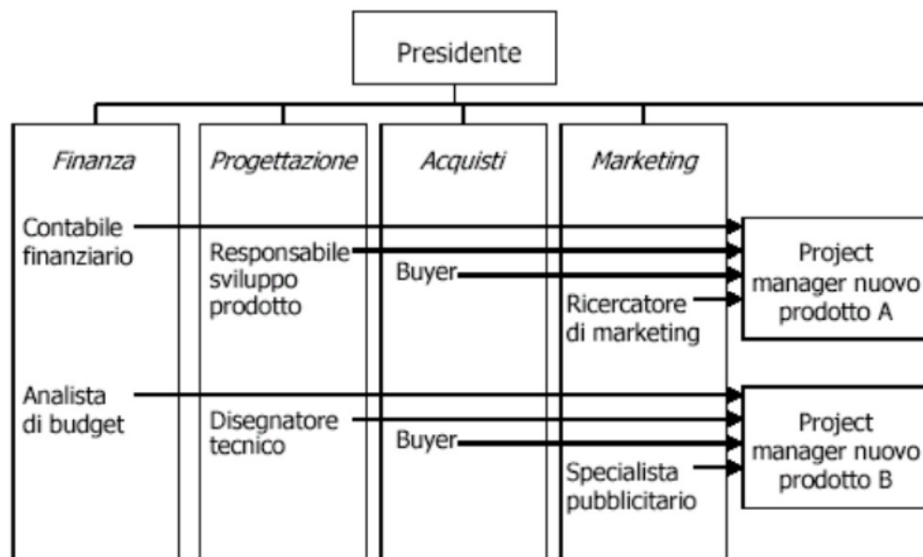 Presidente
Finanza
Progettazione
Acquisti
Marketing
Contabile
finanziario
Responsabile
sviluppo
prodotto
Buyer
Ricercatore
di marketing
Project
manager nuovo
prodotto A
Analista
di budget
Disegnatore
tecnico
Buyer
Specialista
pubblicitario
Project
manager nuovo
prodotto B